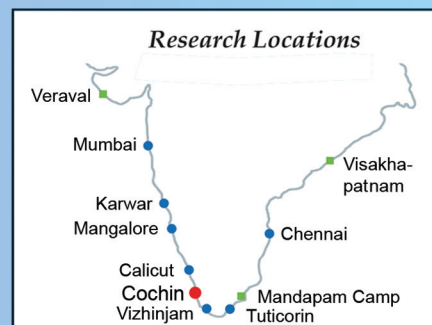 Research Locations
Veraval
Mumbai
Visakha-
patnam
Karwar
Mangalore
Chennai
Calicut
Cochin
Mandapam Camp
Vizhinjam
Tuticorin